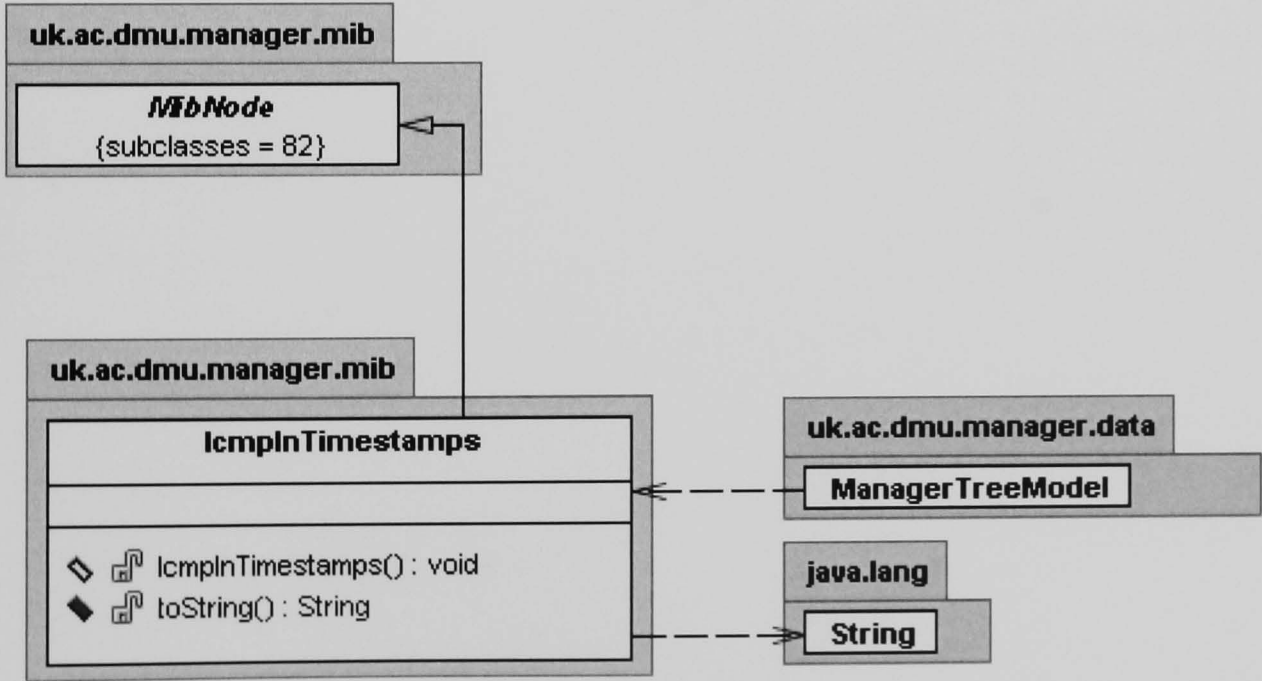 uk.ac.dmu.manager.mib
MibNode
{subclasses = 82}
uk.ac.dmu.manager.mib
IcmpInTimestamps
IcmpInTimestamps() : void
toString() : String
uk.ac.dmu.manager.data
ManagerTreeModel
java.lang
String